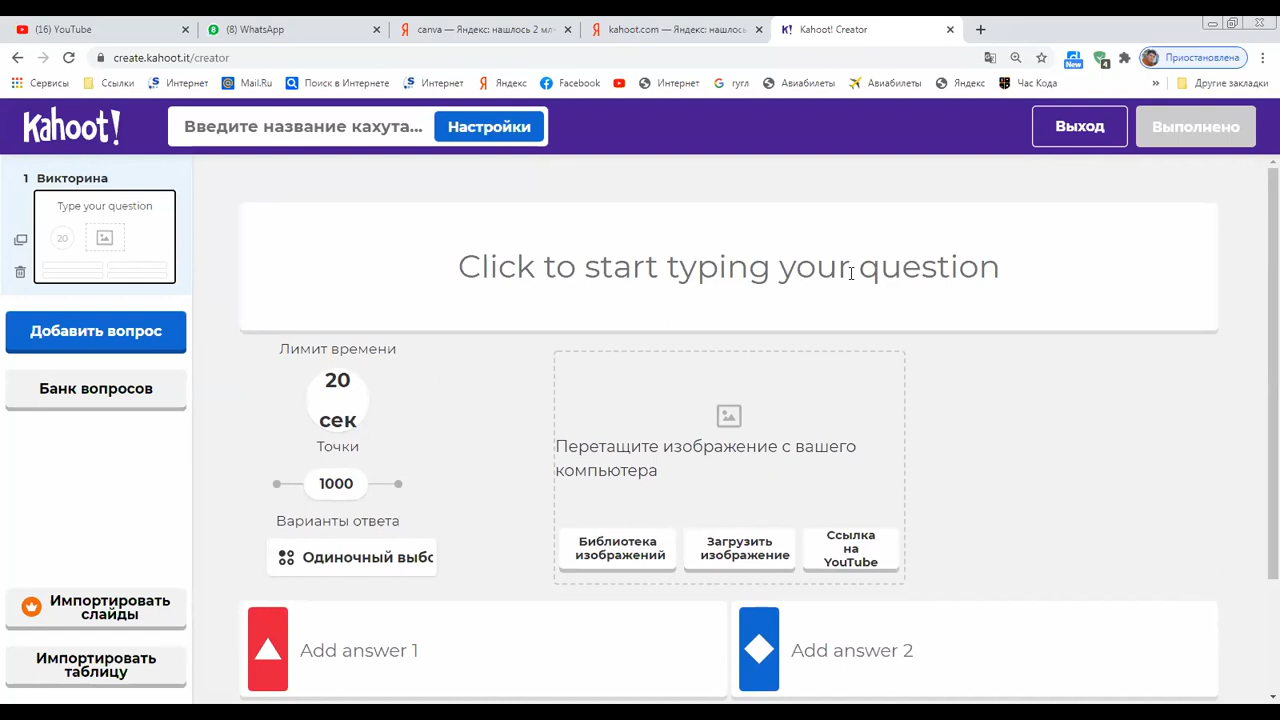 (16) YouTube
(8) WhatsApp
canva — Яндекс: нашлось 2 мл
kahoot.com — Яндекс: нашлось
K! Kahoot! Creator
create.kahoot.it/creator
New
4
Приостановлена
Сервисы
Ссылки
Интернет
Mail.Ru
Поиск в Интернете
Интернет
Яндекс
Facebook
Интернет
гугл
Авиабилеты
Авиабилеты
Яндекс
Час Кода
»
Другие закладки
Kahoot!
Введите название кахута...
Настройки
Выход
Выполнено
1 Викторина
Type your question
20
Добавить вопрос
Банк вопросов
Импортировать
слайды
Импортировать
таблицу
Click to start typing your question
Лимит времени
20
сек
Точки
1000
Варианты ответа
Одиночный выбо
Перетащите изображение с вашего
компьютера
Библиотека
изображений
Загрузить
изображение
Ссылка
на
YouTube
Add answer 1
Add answer 2